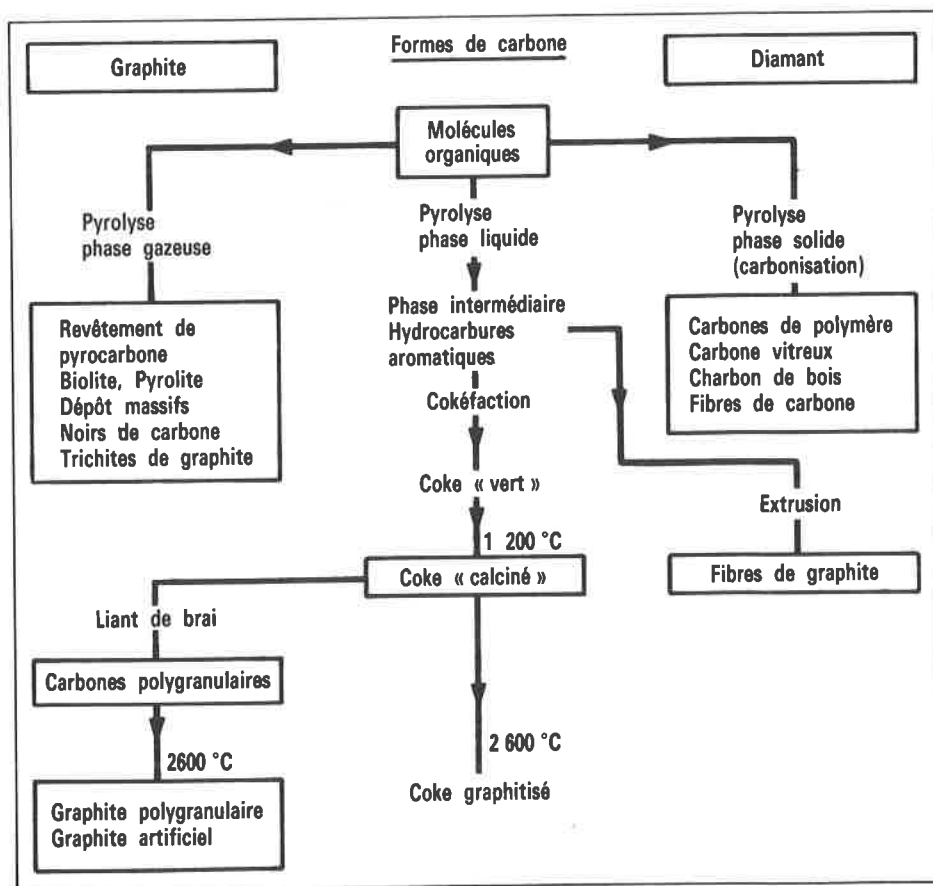 Formes de carbone
Graphite
Diamant
Molécules
organiques
Pyrolyse
phase gazeuse
Pyrolyse
phase liquide
Pyrolyse
phase solide
(carbonisation)
Revêtement de
pyrocarbone
Biolite, Pyrolite
Dépôt massifs
Noirs de carbone
Trichites de graphite
Phase intermédiaire
Hydrocarbures
aromatiques
Carbones de polymère
Carbone vitreux
Charbon de bois
Fibres de carbone
Cokéfaction
Coke « vert »
Extrusion
1 200 °C
Coke « calciné »
Fibres de graphite
Liant de brai
Carbones polygranulaires
2600 °C
2 600 °C
Graphite polygranulaire
Graphite artificiel
Coke graphitisé